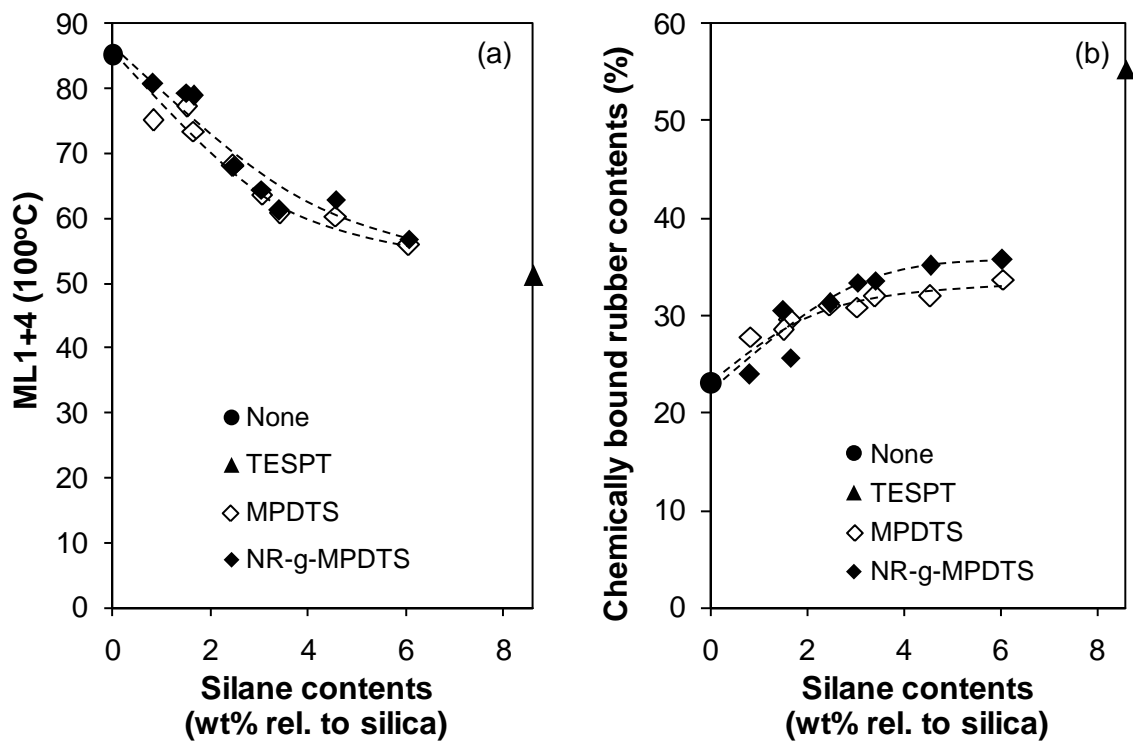 (a)
ML1+4 (100°C)
90
80
70
60
50
40
30
20
10
0
None
TESPT
MPDTS
NR-g-MPDTS
0 2 4 6 8
Silane contents
(wt% rel. to silica)
(b)
Chemically bound rubber contents (%)
60
50
40
30
20
10
0
None
TESPT
MPDTS
NR-g-MPDTS
0 2 4 6 8
Silane contents
(wt% rel. to silica)